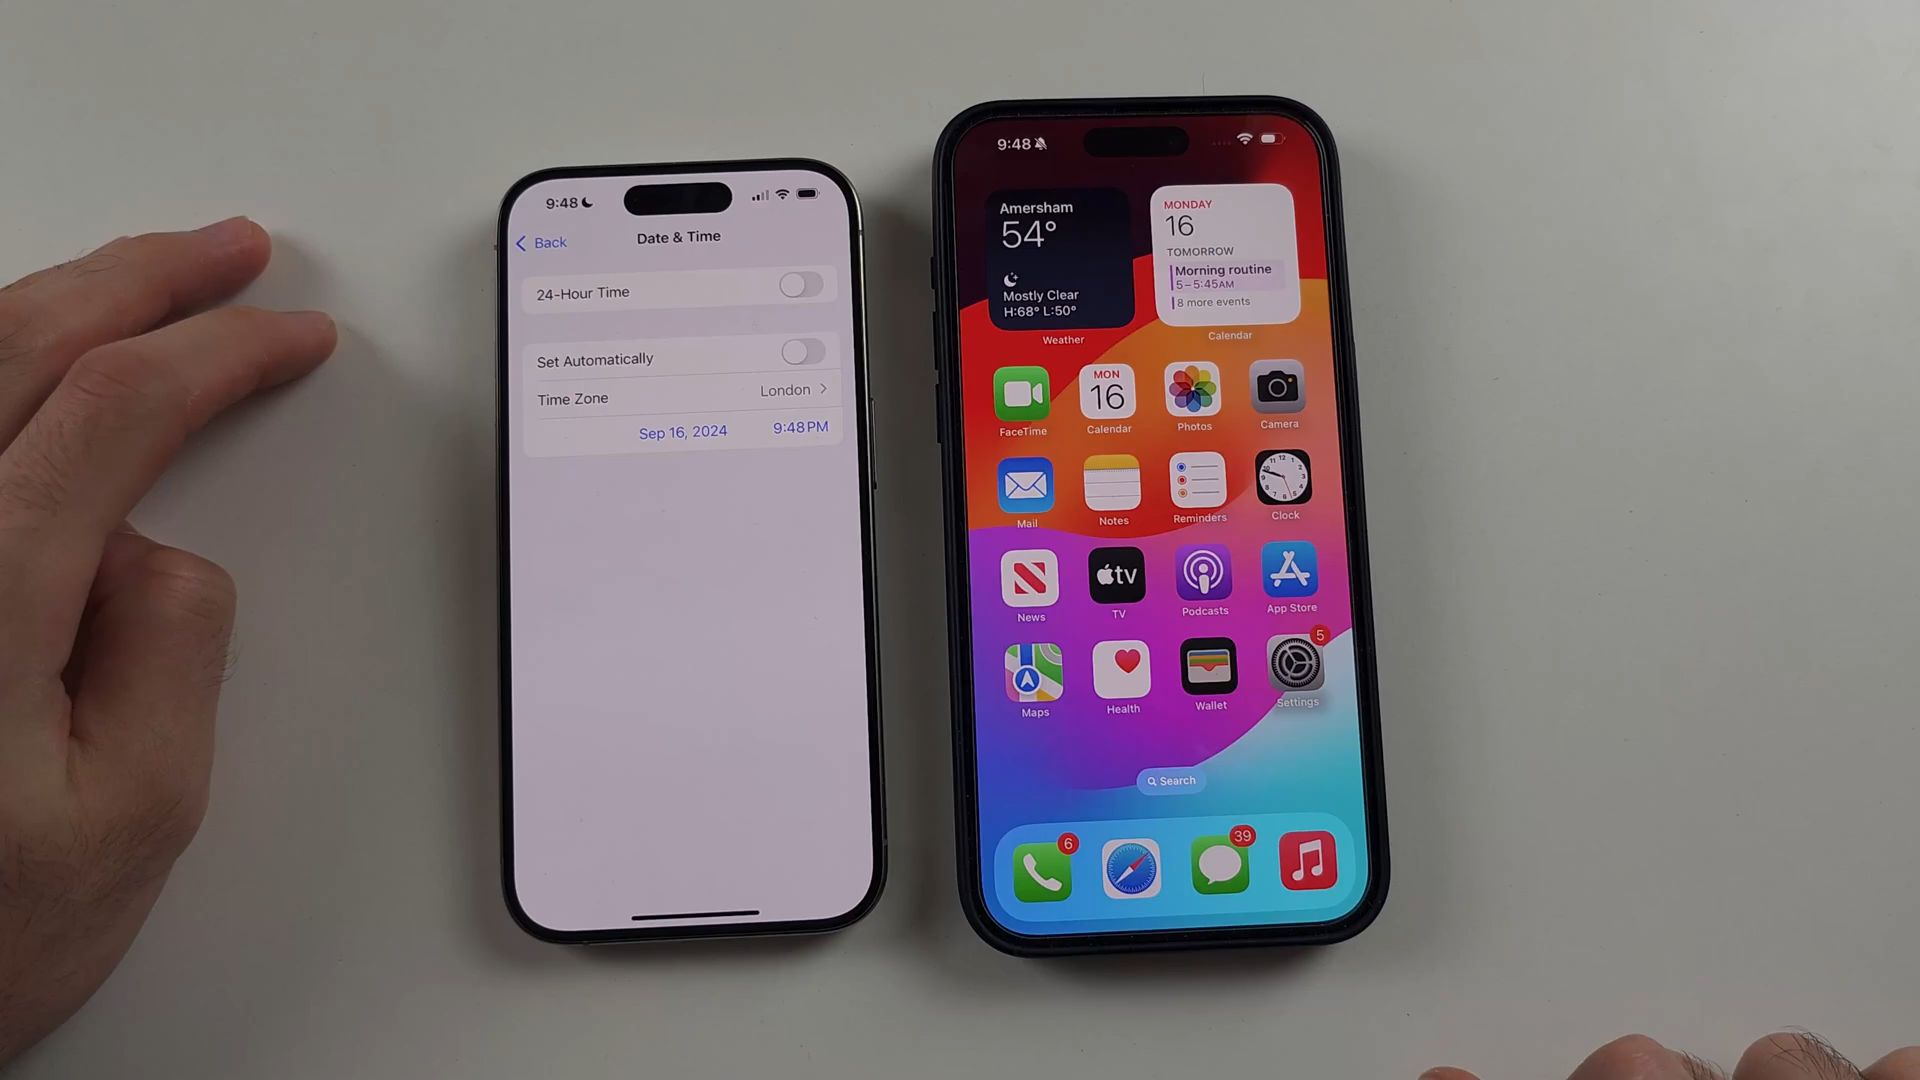 9:48
Back
Date & Time
24-Hour Time
Set Automatically
Time Zone
London
Sep 16, 2024
9:48 PM
9:48
Amersham
54°
Mostly Clear
H:68° L:50°
Weather
MONDAY
16
TOMORROW
Morning routine
5–5:45AM
8 more events
Calendar
FaceTime
MON
16
Calendar
Photos
Camera
Mail
Notes
Reminders
Clock
News
tv
TV
Podcasts
App Store
Maps
Health
Wallet
5
Settings
Search
6
39